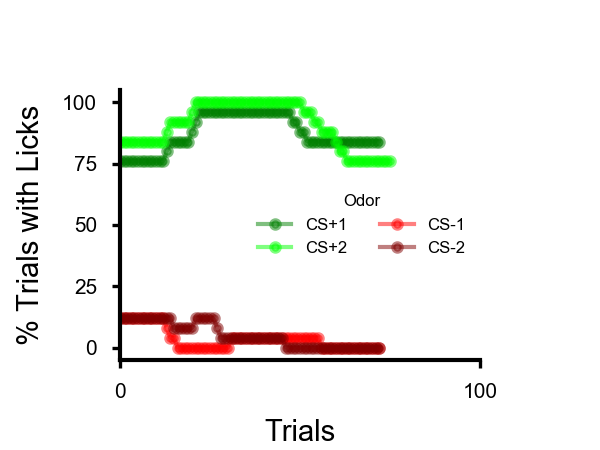 100
75
50
25
0
% Trials with Licks
Odor
CS+1 CS-1
CS+2 CS-2
0 100
Trials